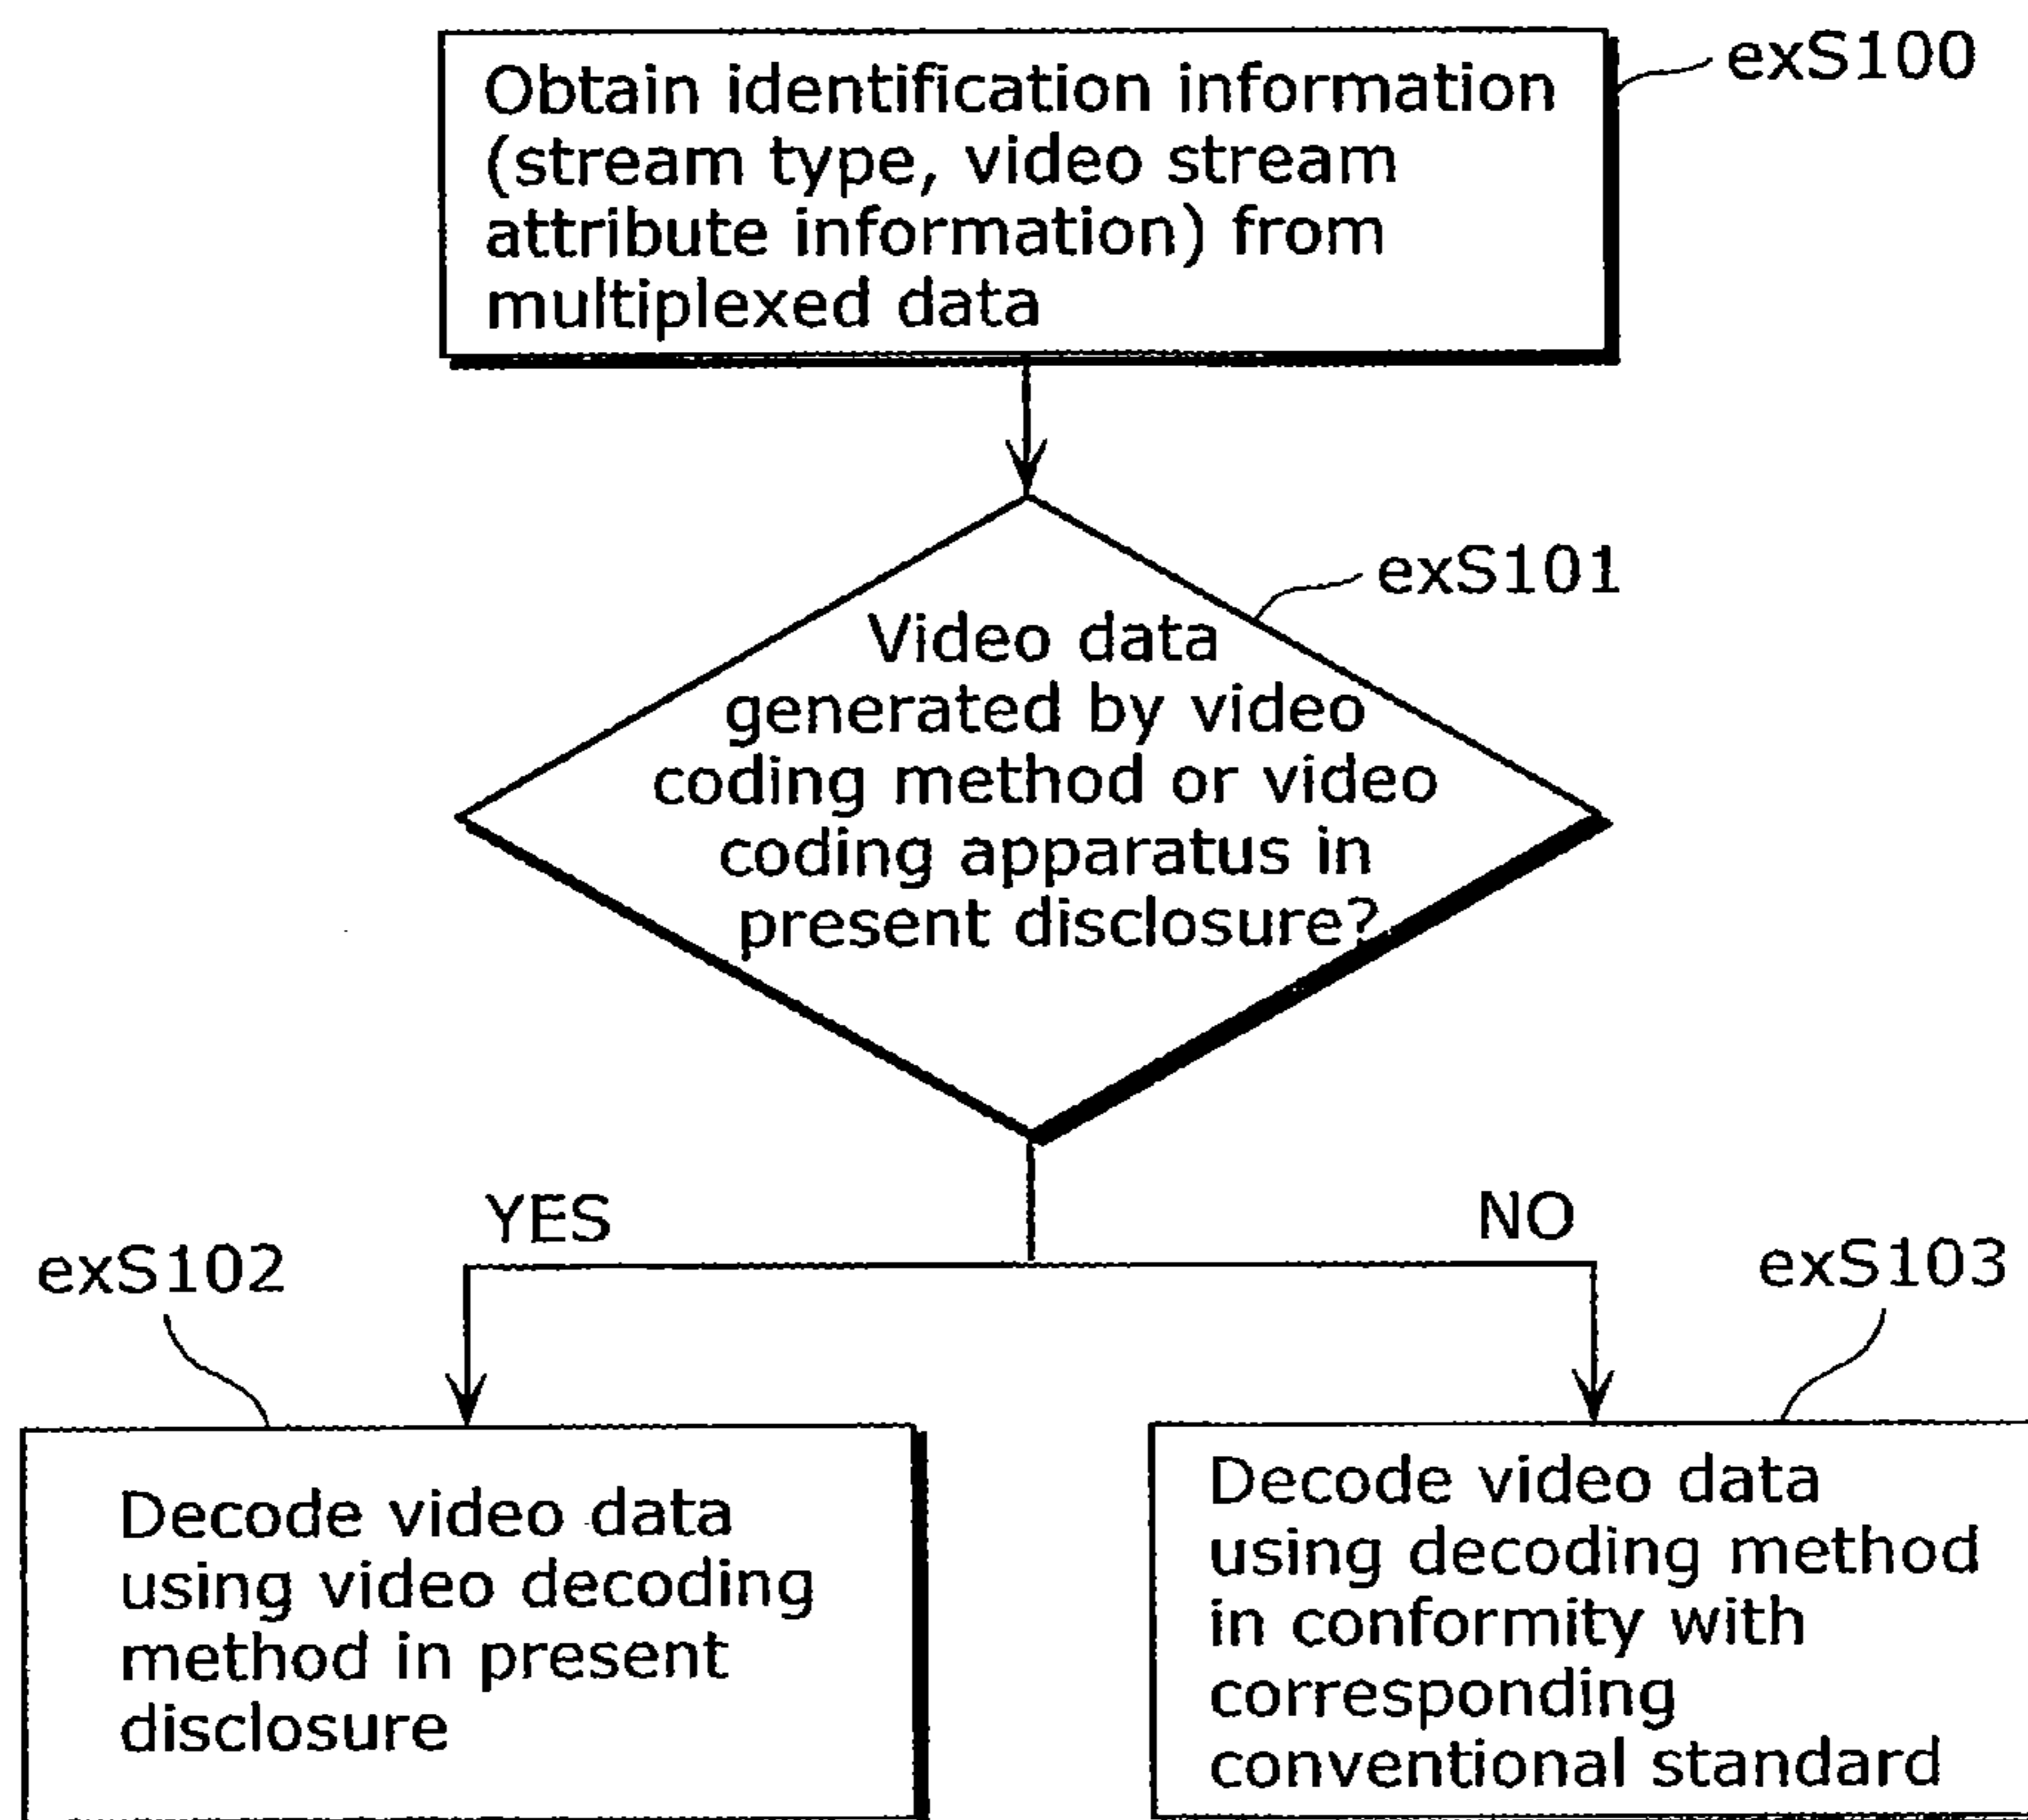 exS100
Obtain identification information
(stream type, video stream
attribute information) from
multiplexed data
exS101
Video data
generated by video
coding method or video
coding apparatus in
present disclosure?
YES
NO
exS102
exS103
Decode video data
using video decoding
method in present
disclosure
Decode video data
using decoding method
in conformity with
corresponding
conventional standard